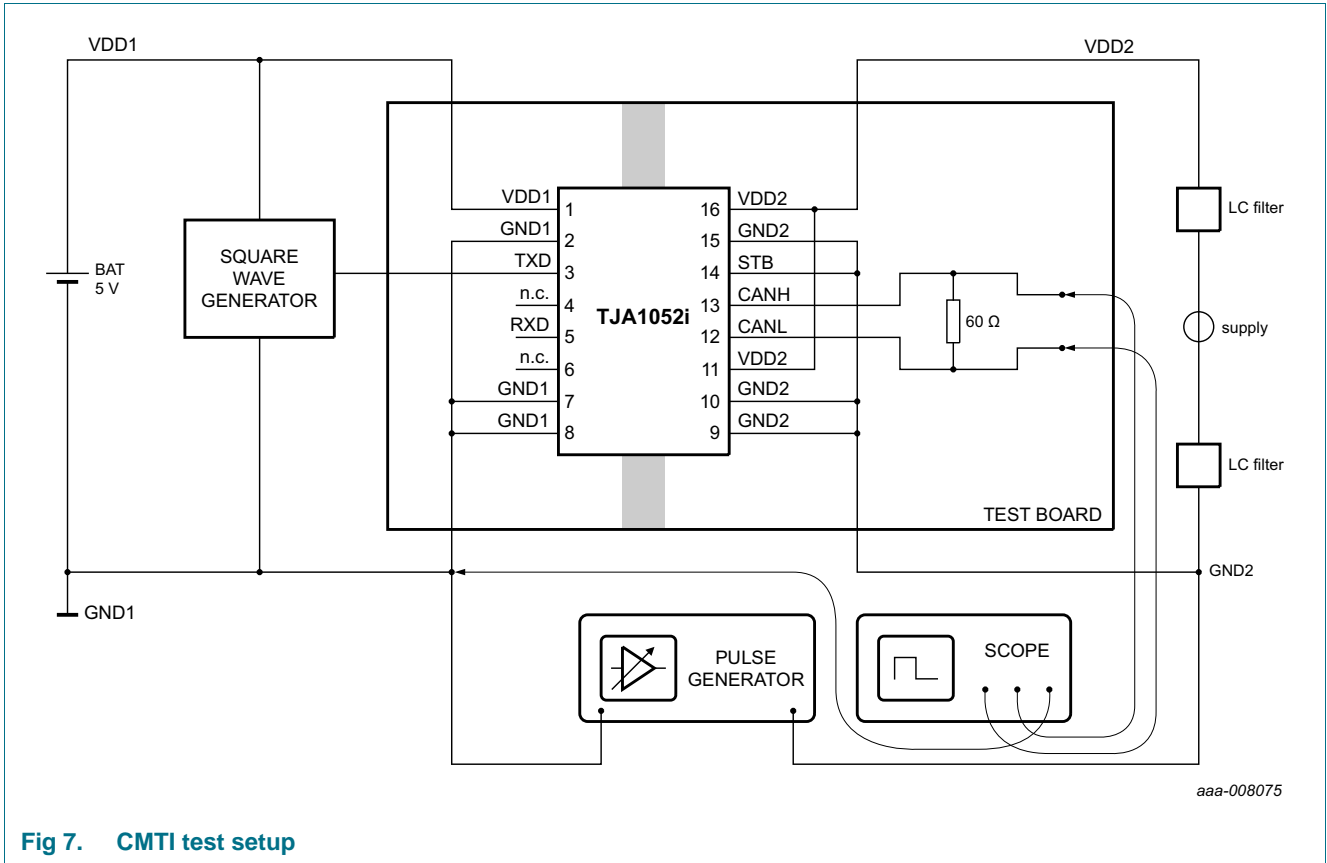 VDD1
VDD2
BAT
5 V
SQUARE
WAVE
GENERATOR
VDD1
GND1
TXD
n.c.
RXD
n.c.
GND1
GND1
1
2
3
4
5
6
7
8
TJA1052i
16
15
14
13
12
11
10
9
VDD2
GND2
STB
CANH
CANL
VDD2
GND2
GND2
60 Ω
LC filter
supply
LC filter
TEST BOARD
GND2
GND1
PULSE
GENERATOR
SCOPE
aaa-008075
Fig 7. CMTI test setup